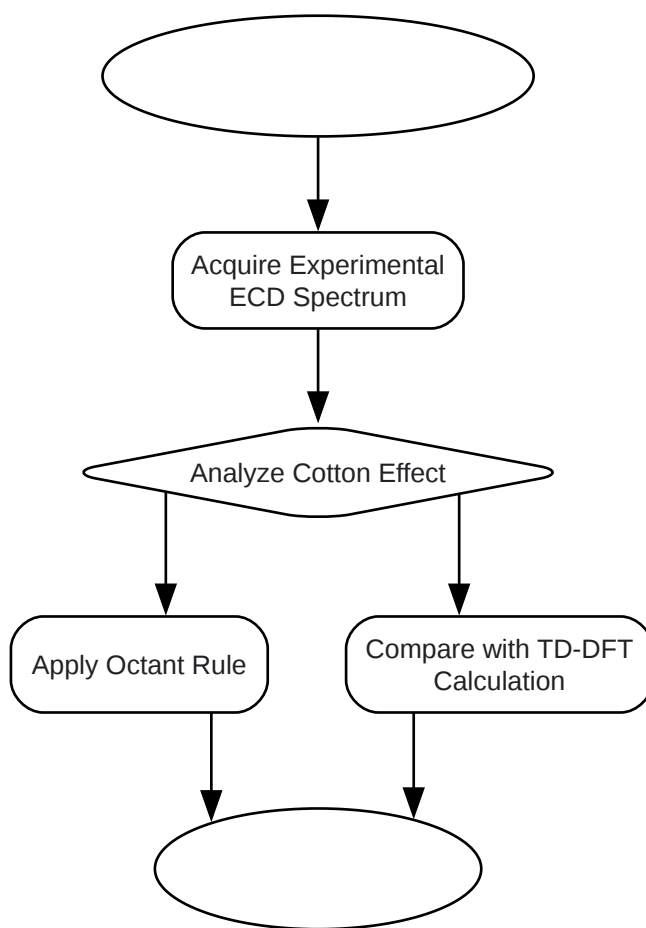 Acquire Experimental
ECD Spectrum
Analyze Cotton Effect
Apply Octant Rule
Compare with TD-DFT
Calculation